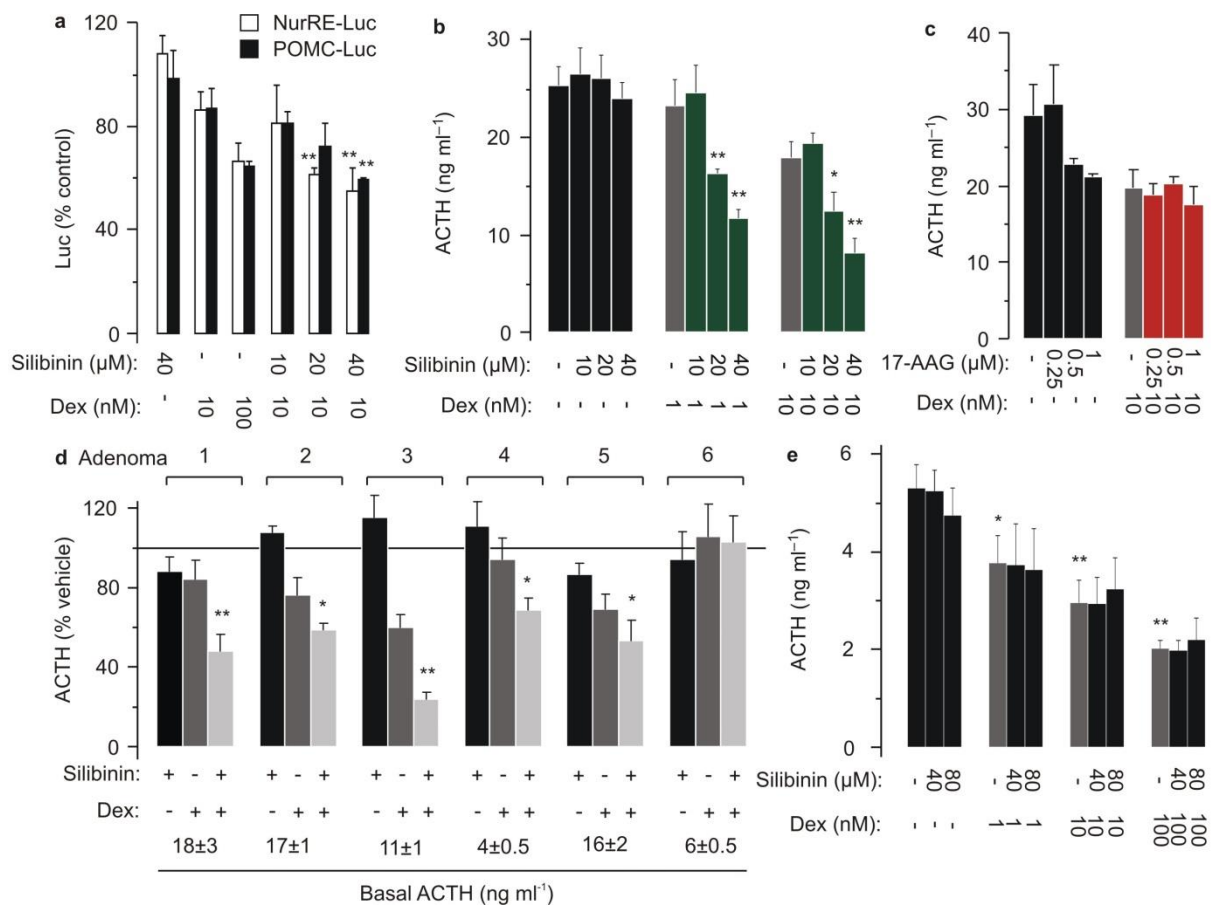 a
120
80
40
0
Luc (% control)
NurRE-Luc
POMC-Luc
** ** **
Silibinin (μM): 40 - - 10 20 40
Dex (nM): - 10 100 10 10 10
b
30
20
10
0
ACTH (ng ml⁻¹)
** ** * **
Silibinin (μM): - 10 20 40 - 10 20 40 - 10 20 40
Dex (nM): - - - - 1 1 1 1 10 10 10 10
c
40
30
20
10
0
ACTH (ng ml⁻¹)
17-AAG (μM): - 0.25 0.5 1 - 0.25 0.5 1
Dex (nM): - - - - 10 10 10 10
d Adenoma 1 2 3 4 5 6
120
80
40
0
ACTH (% vehicle)
** * ** * *
Silibinin: + - + + - + + - + + - + + - + + - +
Dex: - + + - + + - + + - + + - + + - + +
18±3 17±1 11±1 4±0.5 16±2 6±0.5
Basal ACTH (ng ml⁻¹)
e
6
4
2
0
ACTH (ng ml⁻¹)
* ** **
Silibinin (μM): - 40 80 - 40 80 - 40 80 - 40 80
Dex (nM): - - - 1 1 1 10 10 10 100 100 100